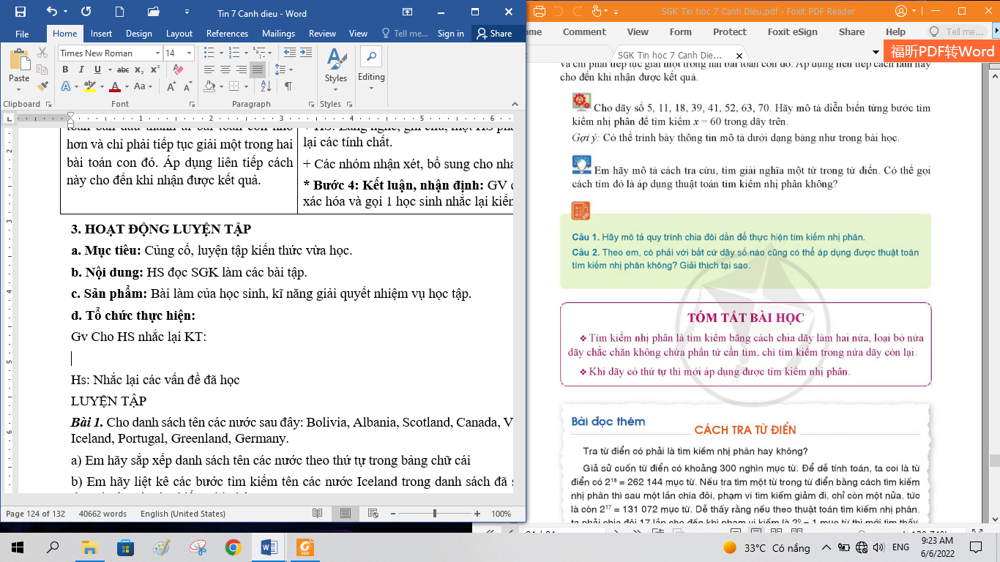 Tin 7 Canh dieu - Word
File Home Insert Design Layout References Mailings Review View Tell me... Sign in Share
Times New Roman 14
Paste
Styles
Editing
Clipboard Font Paragraph Styles
hơn và chỉ phải tiếp tục giải một trong hai
bài toán con đó. Áp dụng liên tiếp cách
này cho đến khi nhận được kết quả.
lại các tính chất.
+ Các nhóm nhận xét, bổ sung cho nha
* Bước 4: Kết luận, nhận định: GV
xác hóa và gọi 1 học sinh nhắc lại kiến
3. HOẠT ĐỘNG LUYỆN TẬP
a. Mục tiêu: Củng cố, luyện tập kiến thức vừa học.
b. Nội dung: HS đọc SGK làm các bài tập.
c. Sản phẩm: Bài làm của học sinh, kĩ năng giải quyết nhiệm vụ học tập.
d. Tổ chức thực hiện:
Gv Cho HS nhắc lại KT:
Hs: Nhắc lại các vấn đề đã học
LUYỆN TẬP
Bài 1. Cho danh sách tên các nước sau đây: Bolivia, Albania, Scotland, Canada, V
Iceland, Portugal, Greenland, Germany.
a) Em hãy sắp xếp danh sách tên các nước theo thứ tự trong bảng chữ cái
b) Em hãy liệt kê các bước tìm kiếm tên các nước Iceland trong danh sách đã s
Page 124 of 132 40662 words English (United States) 100%
SGK Tin hoc 7 Canh Dieu.pdf - Foxit PDF Reader
ome Comment View Form Protect Foxit eSign Share Help Tell me...
SGK Tin hoc 7 Canh Die...
福昕PDF转Word
và chỉ phải tiếp tục giải một trong hai bài toán con đó. Áp dụng liên tiếp cách làm này
cho đến khi nhận được kết quả.
Cho dãy số 5, 11, 18, 39, 41, 52, 63, 70. Hãy mô tả diễn biến từng bước tìm
kiếm nhị phân để tìm kiếm x = 60 trong dãy trên.
Gợi ý: Có thể trình bày thông tin mô tả dưới dạng bảng như trong bài học.
Em hãy mô tả cách tra cứu, tìm giải nghĩa một từ trong từ điển. Có thể gọi
cách tìm đó là áp dụng thuật toán tìm kiếm nhị phân không?
Câu 1. Hãy mô tả quy trình chia đôi dần để thực hiện tìm kiếm nhị phân.
Câu 2. Theo em, có phải với bất cứ dãy số nào cũng có thể áp dụng được thuật toán
tìm kiếm nhị phân không? Giải thích tại sao.
TÓM TẮT BÀI HỌC
❖ Tìm kiếm nhị phân là tìm kiếm bằng cách chia dãy làm hai nửa, loại bỏ nửa
dãy chắc chắn không chứa phần tử cần tìm, chỉ tìm kiếm trong nửa dãy còn lại.
❖ Khi dãy có thứ tự thì mới áp dụng được tìm kiếm nhị phân.
Bài đọc thêm
CÁCH TRA TỪ ĐIỂN
Tra từ điển có phải là tìm kiếm nhị phân hay không?
Giả sử cuốn từ điển có khoảng 300 nghìn mục từ. Để dễ tính toán, ta coi là từ
điển có 2¹⁸ = 262 144 mục từ. Nếu tra tìm một từ trong từ điển bằng cách tìm kiếm
nhị phân thì sau một lần chia đôi, phạm vi tìm kiếm giảm đi, chỉ còn một nửa, tức
là còn 2¹⁷ = 131 072 mục từ. Dễ thấy rằng nếu theo thuật toán tìm kiếm nhị phân,
ta phải chia đôi 17 lần cho đến khi phạm vi kiếm là 2⁰ = 1 mục từ thì mới tìm thấy
33°C Có nắng ENG
9:23 AM
6/6/2022